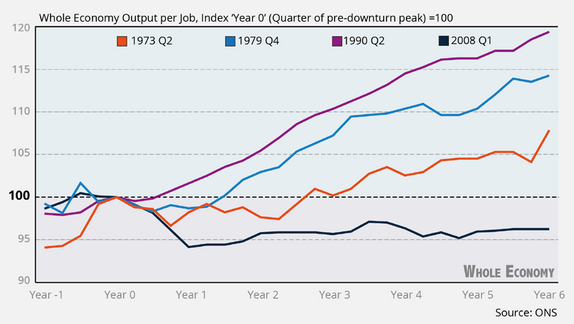 Whole Economy Output per Job, Index 'Year 0' (Quarter of pre-downturn peak) =100
120
1973 Q2 1979 Q4 1990 Q2 2008 Q1
115
110
105
100
95
WHOLE ECONOMY
90
Year -1 Year 0 Year 1 Year 2 Year 3 Year 4 Year 5 Year 6
Source: ONS